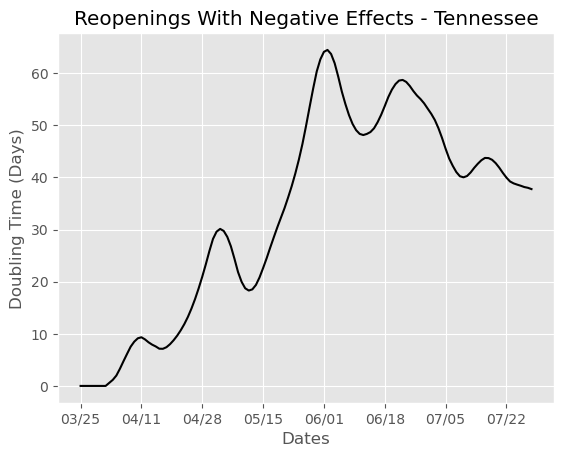 Reopenings With Negative Effects - Tennessee
60
50
40
30
20
10
0
Doubling Time (Days)
03/25 04/11 04/28 05/15 06/01 06/18 07/05 07/22
Dates